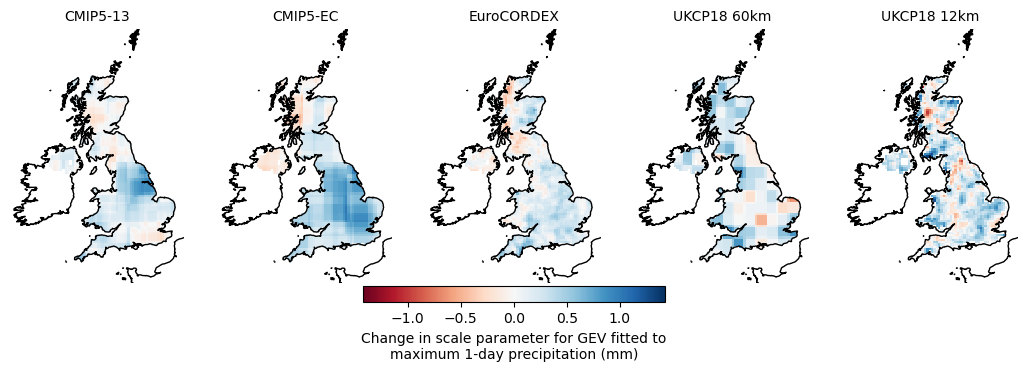 CMIP5-13
CMIP5-EC
EuroCORDEX
UKCP18 60km
UKCP18 12km
−1.0
−0.5
0.0
0.5
1.0
Change in scale parameter for GEV fitted to
maximum 1-day precipitation (mm)